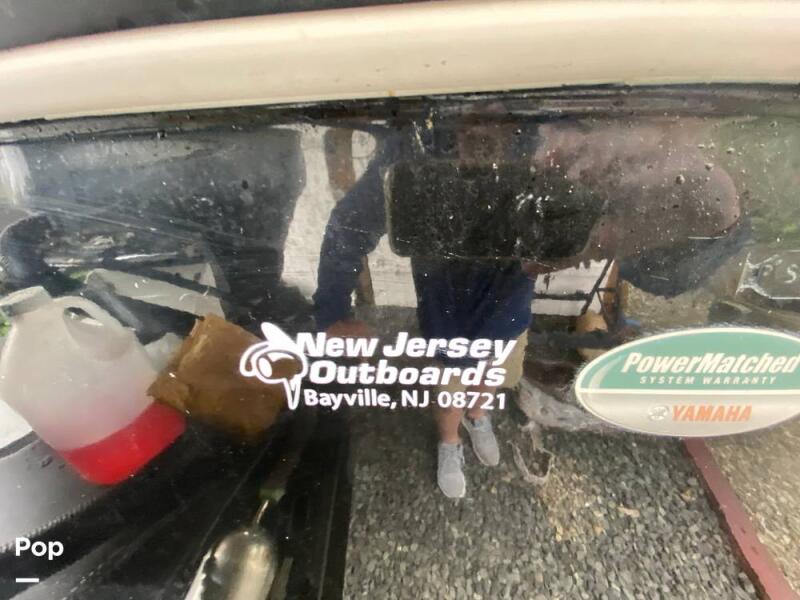 New Jersey
Outboards
Bayville, NJ 08721
PowerMatched
SYSTEM WARRANTY
YAMAHA
Pop